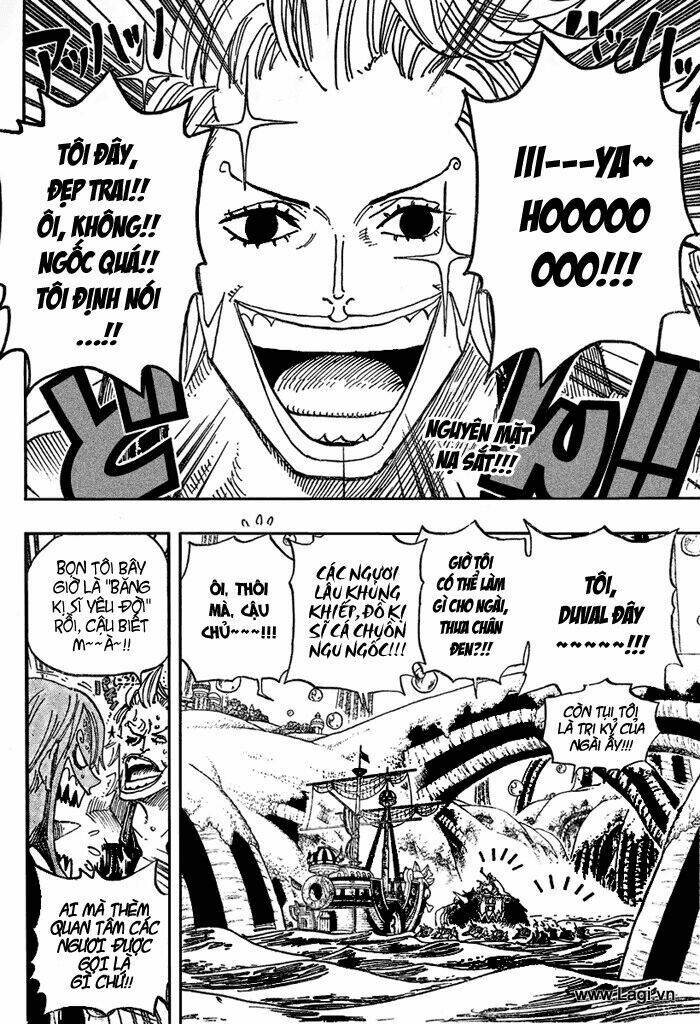 III---YA~
HOOOOO
OOO!!!
TÔI ĐÂY,
ĐẸP TRAI!!
ÔI, KHÔNG!!
NGỐC QUÁ!!
TÔI ĐỊNH NÓI
...!!
NGUYÊN MẶT
NẠ SẮT!!!
どーん!!
TÔI,
DUVAL ĐÂY
~~~~~!!!
CÒN TỤI TÔI
LÀ TRI KỶ CỦA
NGÀI ẤY!!!
GIỜ TÔI
CÓ THỂ LÀM
GÌ CHO NGÀI,
THƯA CHÂN
ĐEN?!!
CÁC NGƯƠI
LÂU KHỦNG
KHIẾP, ĐỒ KỊ
SĨ CÁ CHUỒN
NGU NGỐC!!!
ÔI, THÔI
MÀ, CẬU
CHỦ~~~!!!
BỌN TÔI BÂY
GIỜ LÀ "BĂNG
KỊ SĨ YÊU ĐỜI"
RỒI, CẬU BIẾT
M~~À~!!
AI MÀ THÈM
QUAN TÂM CÁC
NGƯƠI ĐƯỢC
GỌI LÀ
GÌ CHỨ!!
www.Lagi.vn